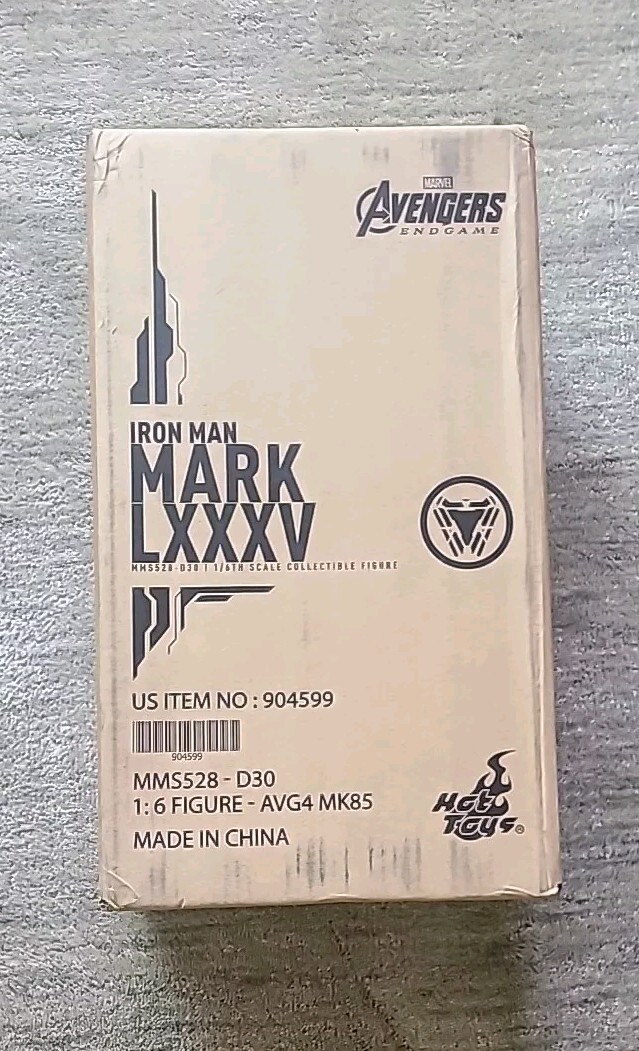 MARVEL
AVENGERS
ENDGAME
IRON MAN
MARK
LXXXV
MMS528-D30 | 1/6TH SCALE COLLECTIBLE FIGURE
US ITEM NO : 904599
904599
MMS528 - D30
1: 6 FIGURE - AVG4 MK85
MADE IN CHINA
Hot
Toys®